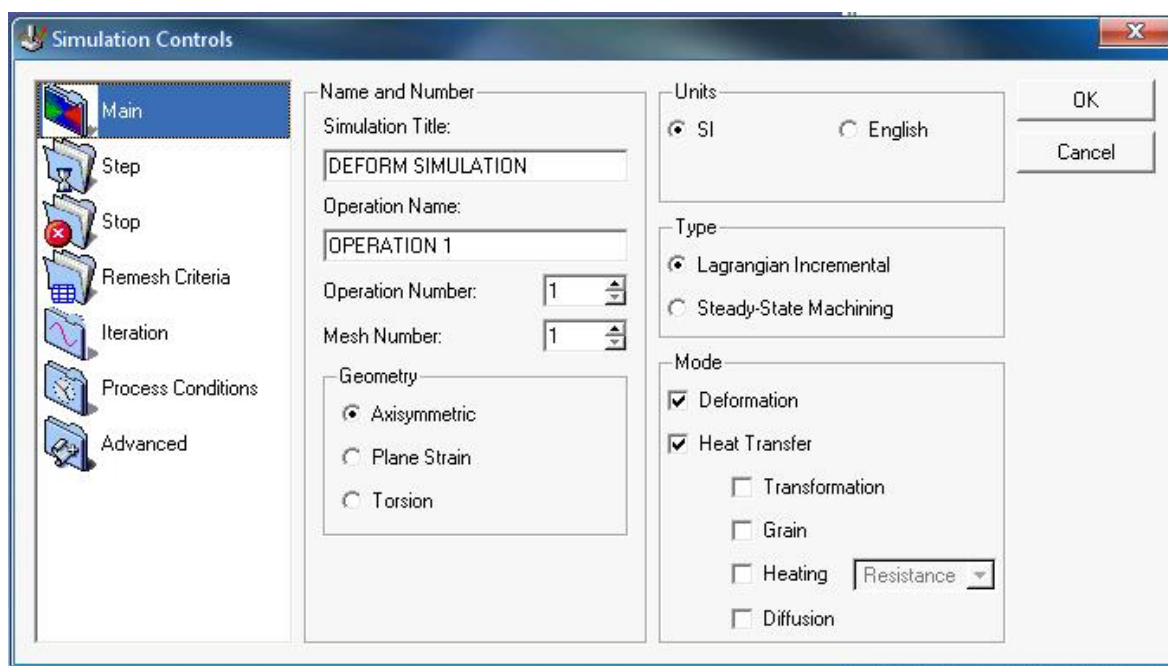 Simulation Controls
Main
Step
Stop
Remesh Criteria
Iteration
Process Conditions
Advanced
Name and Number
Simulation Title:
DEFORM SIMULATION
Operation Name:
OPERATION 1
Operation Number: 1
Mesh Number: 1
Geometry
Axisymmetric
Plane Strain
Torsion
Units
SI English
Type
Lagrangian Incremental
Steady-State Machining
Mode
Deformation
Heat Transfer
Transformation
Grain
Heating Resistance
Diffusion
OK
Cancel